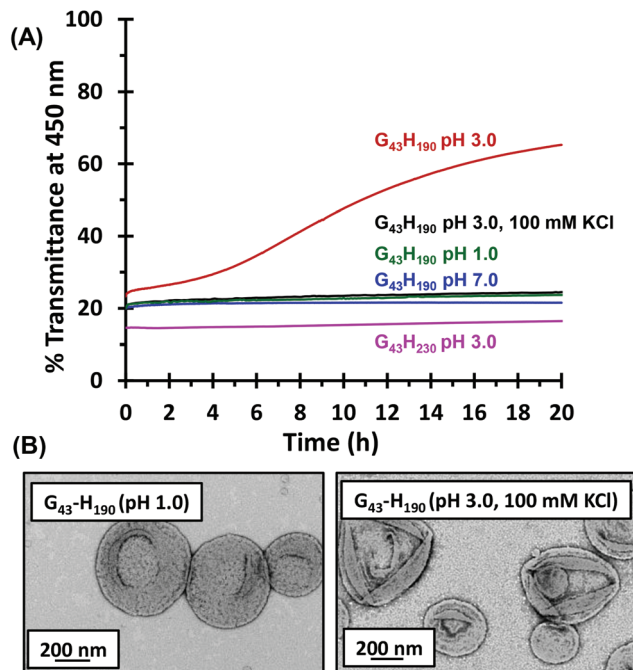 (A)
% Transmittance at 450 nm
100
80
60
40
20
0
G₄₃H₁₉₀ pH 3.0
G₄₃H₁₉₀ pH 3.0, 100 mM KCl
G₄₃H₁₉₀ pH 1.0
G₄₃H₁₉₀ pH 7.0
G₄₃H₂₃₀ pH 3.0
0 2 4 6 8 10 12 14 16 18 20
Time (h)
(B)
G₄₃-H₁₉₀ (pH 1.0)
200 nm
G₄₃-H₁₉₀ (pH 3.0, 100 mM KCl)
200 nm